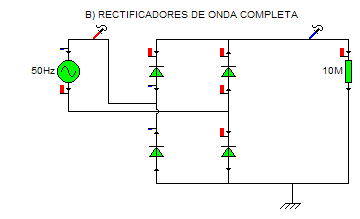 B) RECTIFICADORES DE ONDA COMPLETA
50Hz
10M